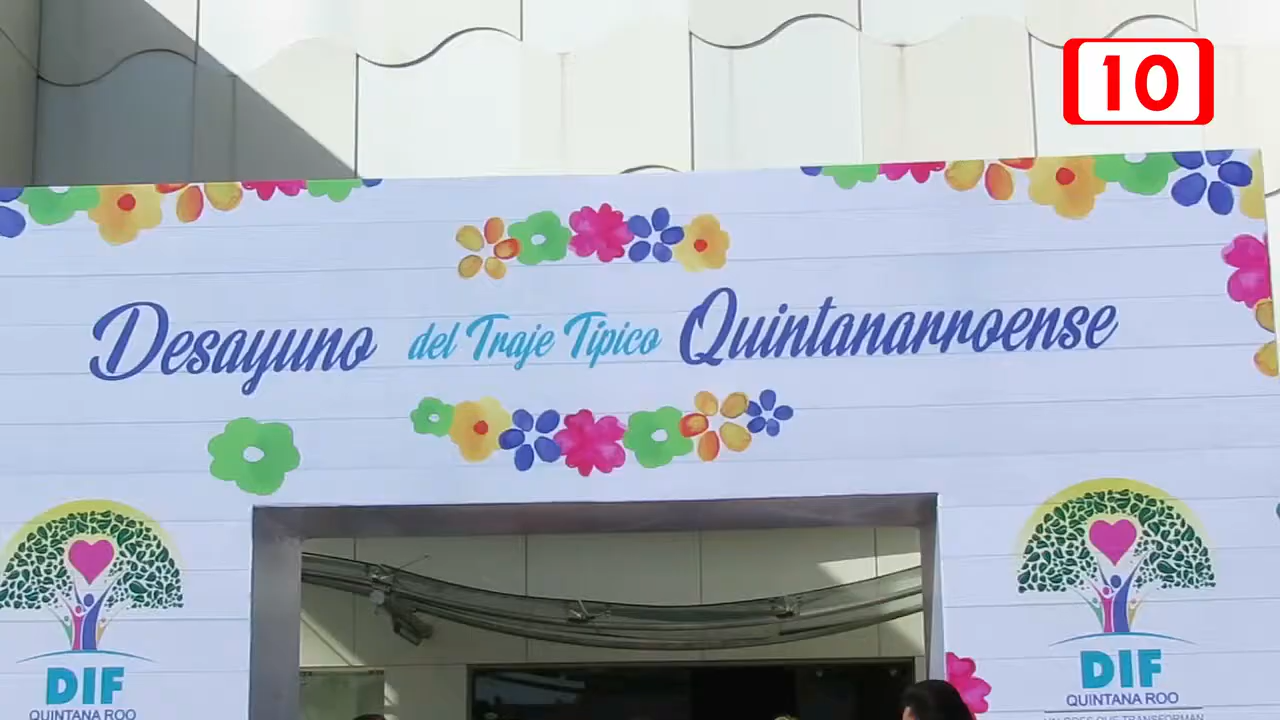 10
Desayuno del Traje Típico Quintanarroense
DIF
QUINTANA ROO
DIF
QUINTANA ROO